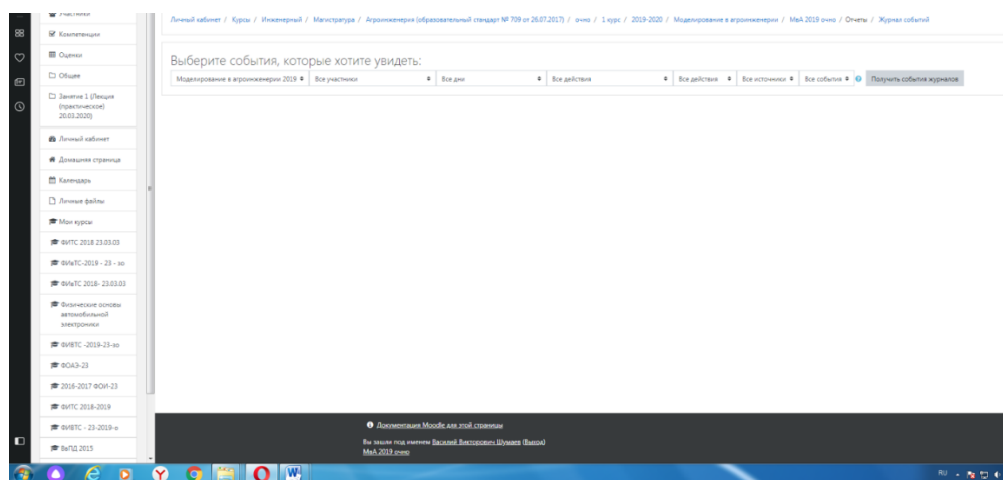 Участники
Компетенции
Оценки
Общее
Занятие 1 (Лекция
(практическое)
20.03.2020)
Личный кабинет
Домашняя страница
Календарь
Личные файлы
Мои курсы
ФИТС 2018 23.03.03
ФИвТС-2019 - 23 - зо
ФИвТС 2018- 23.03.03
Физические основы
автомобильной
электроники
ФИВТС -2019-23-зо
ФОАЭ-23
2016-2017 ФОИ-23
ФИТС 2018-2019
ФИВТС - 23-2019-о
ВвПД 2015
Личный кабинет / Курсы / Инженерный / Магистратура / Агроинженерия (образовательный стандарт № 709 от 26.07.2017) / очно / 1 курс / 2019-2020 / Моделирование в агроинженерии / МвА 2019 очно / Отчеты / Журнал событий
Выберите события, которые хотите увидеть:
Моделирование в агроинженерии 2019 Все участники Все дни Все действия Все действия Все источники Все события Получить события журналов
Документация Moodle для этой страницы
Вы зашли под именем Василий Викторович Шумаев (Выход)
МвА 2019 очно
RU